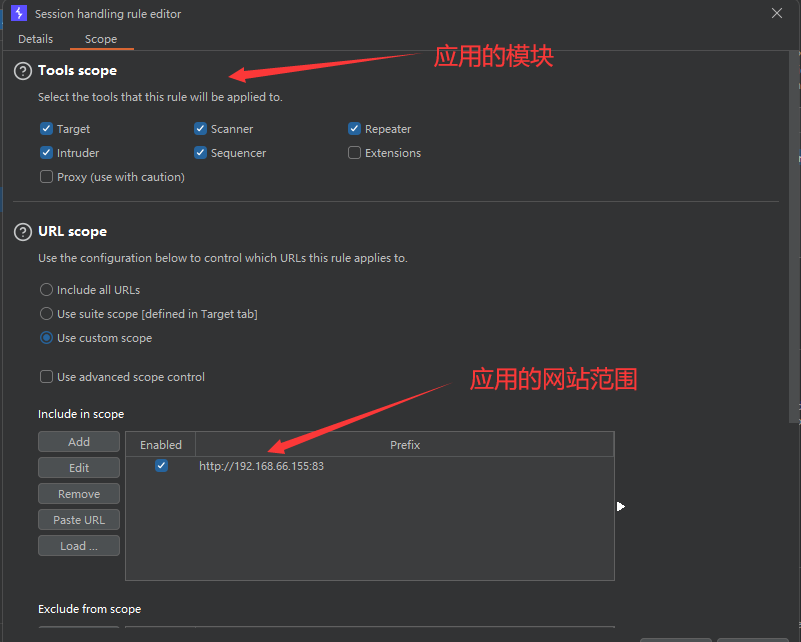 Session handling rule editor
Details Scope
应用的模块
Tools scope
Select the tools that this rule will be applied to.
Target Scanner Repeater
Intruder Sequencer Extensions
Proxy (use with caution)
URL scope
Use the configuration below to control which URLs this rule applies to.
Include all URLs
Use suite scope [defined in Target tab]
Use custom scope
Use advanced scope control
应用的网站范围
Include in scope
Add Enabled Prefix
Edit http://192.168.66.155:83
Remove
Paste URL
Load ...
Exclude from scope